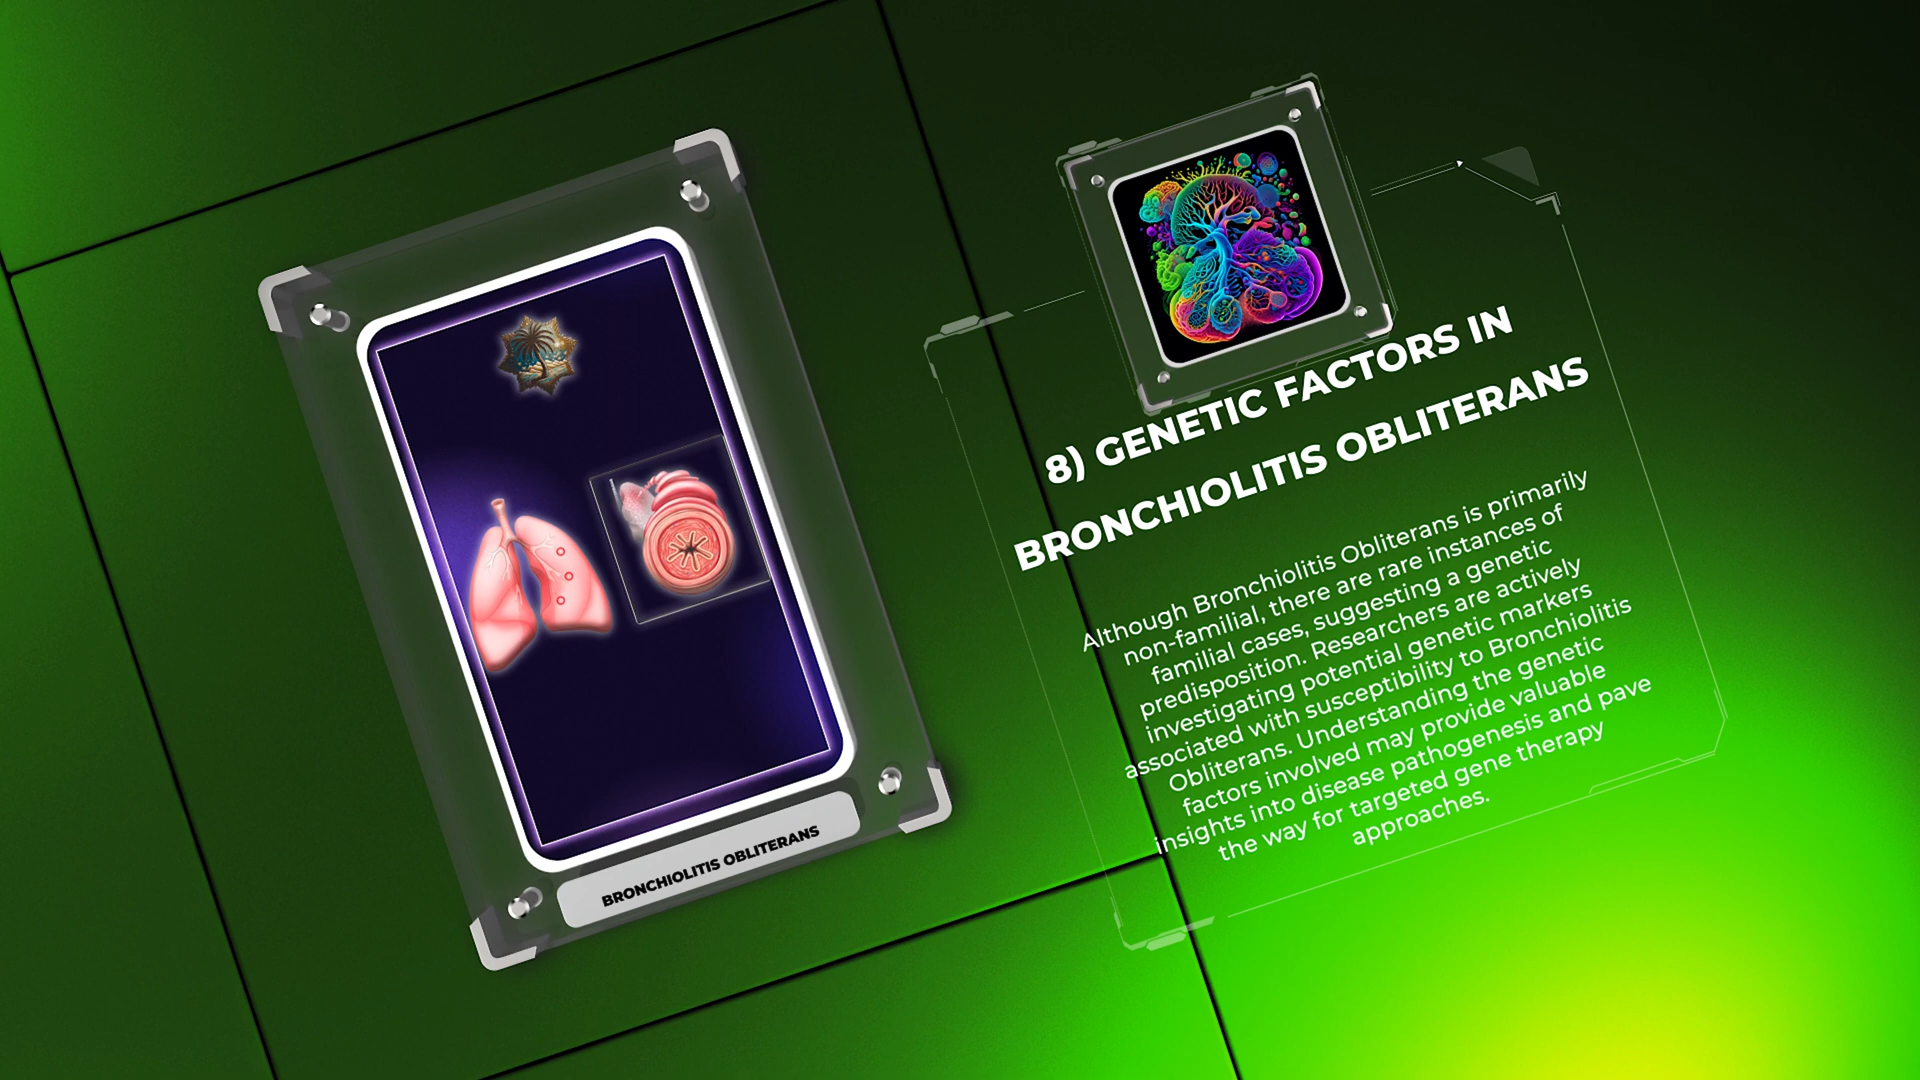 8) GENETIC FACTORS IN
BRONCHIOLITIS OBLITERANS
Although Bronchiolitis Obliterans is primarily
non-familial, there are rare instances of
familial cases, suggesting a genetic
predisposition. Researchers are actively
investigating potential genetic markers
associated with susceptibility to Bronchiolitis
Obliterans. Understanding the genetic
factors involved may provide valuable
insights into disease pathogenesis and pave
the way for targeted gene therapy
approaches.
BRONCHIOLITIS OBLITERANS